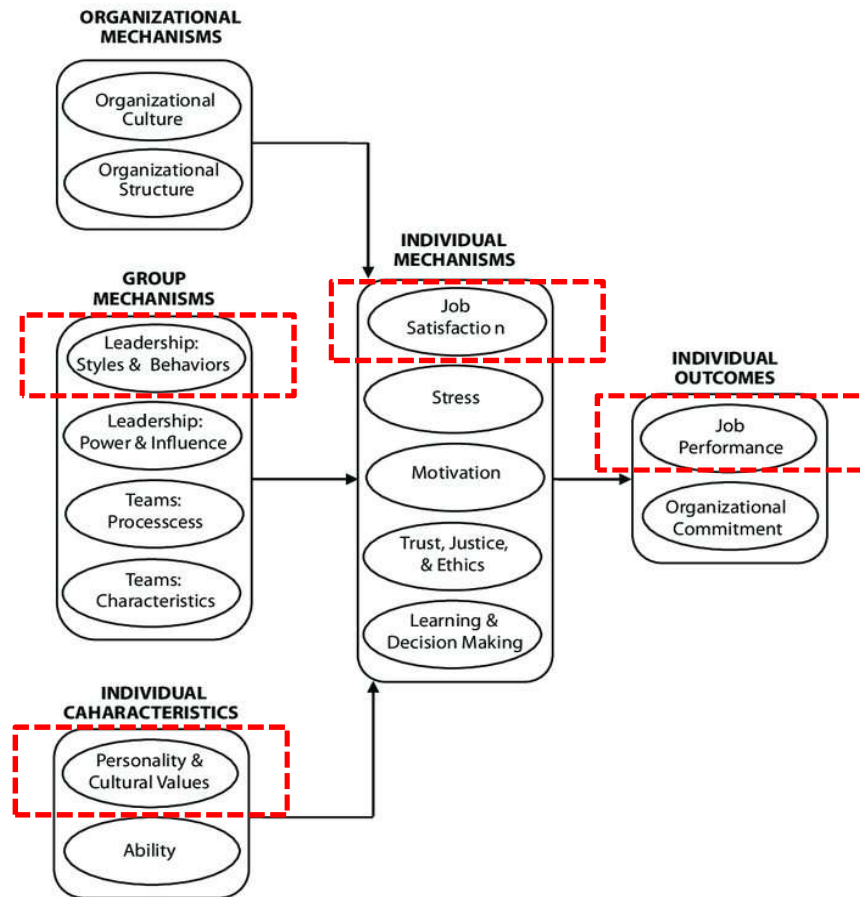 ORGANIZATIONAL
MECHANISMS
Organizational
Culture
Organizational
Structure
GROUP
MECHANISMS
Leadership:
Styles & Behaviors
Leadership:
Power & Influence
Teams:
Processcess
Teams:
Characteristics
INDIVIDUAL
CAHARACTERISTICS
Personality &
Cultural Values
Ability
INDIVIDUAL
MECHANISMS
Job
Satisfaction
Stress
Motivation
Trust, Justice,
& Ethics
Learning &
Decision Making
INDIVIDUAL
OUTCOMES
Job
Performance
Organizational
Commitment